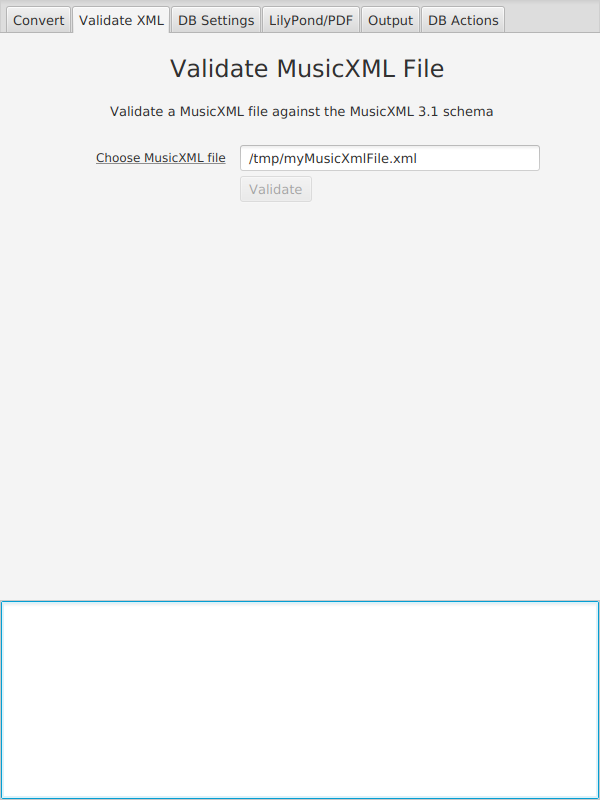 Convert Validate XML DB Settings LilyPond/PDF Output DB Actions
Validate MusicXML File
Validate a MusicXML file against the MusicXML 3.1 schema
Choose MusicXML file /tmp/myMusicXmlFile.xml
Validate